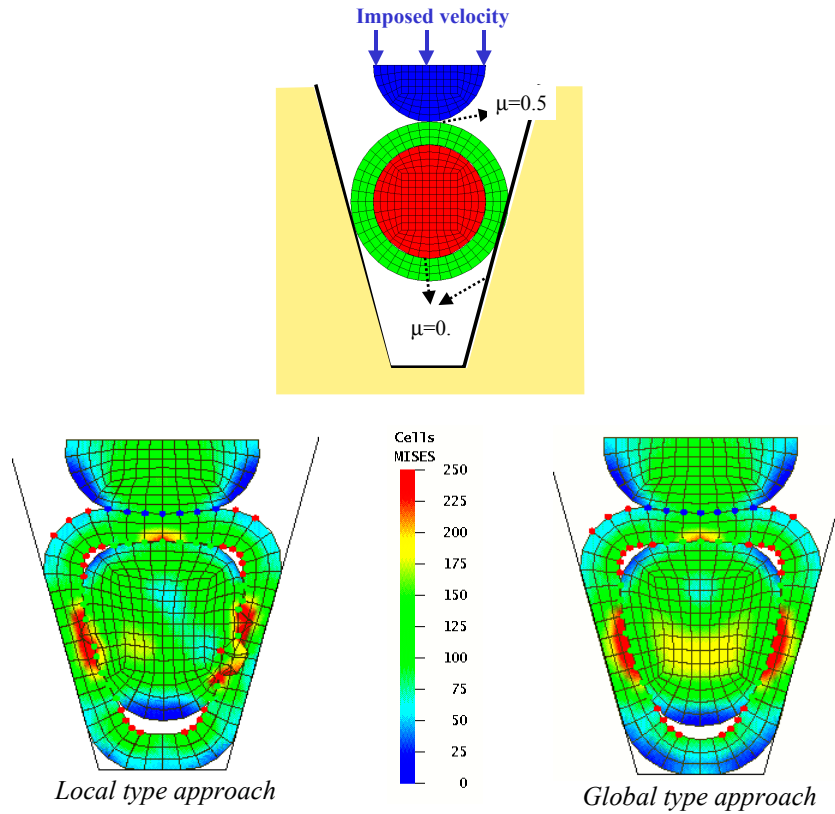 Imposed velocity
μ=0.5
μ=0.
Cells
MISES
250
225
200
175
150
125
100
75
50
25
0
Local type approach
Global type approach